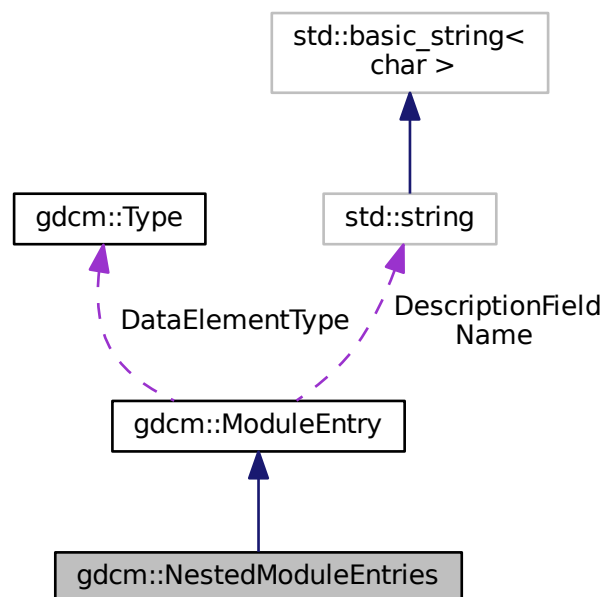 std::basic_string<
char >
gdcm::Type
std::string
DataElementType
DescriptionField
Name
gdcm::ModuleEntry
gdcm::NestedModuleEntries